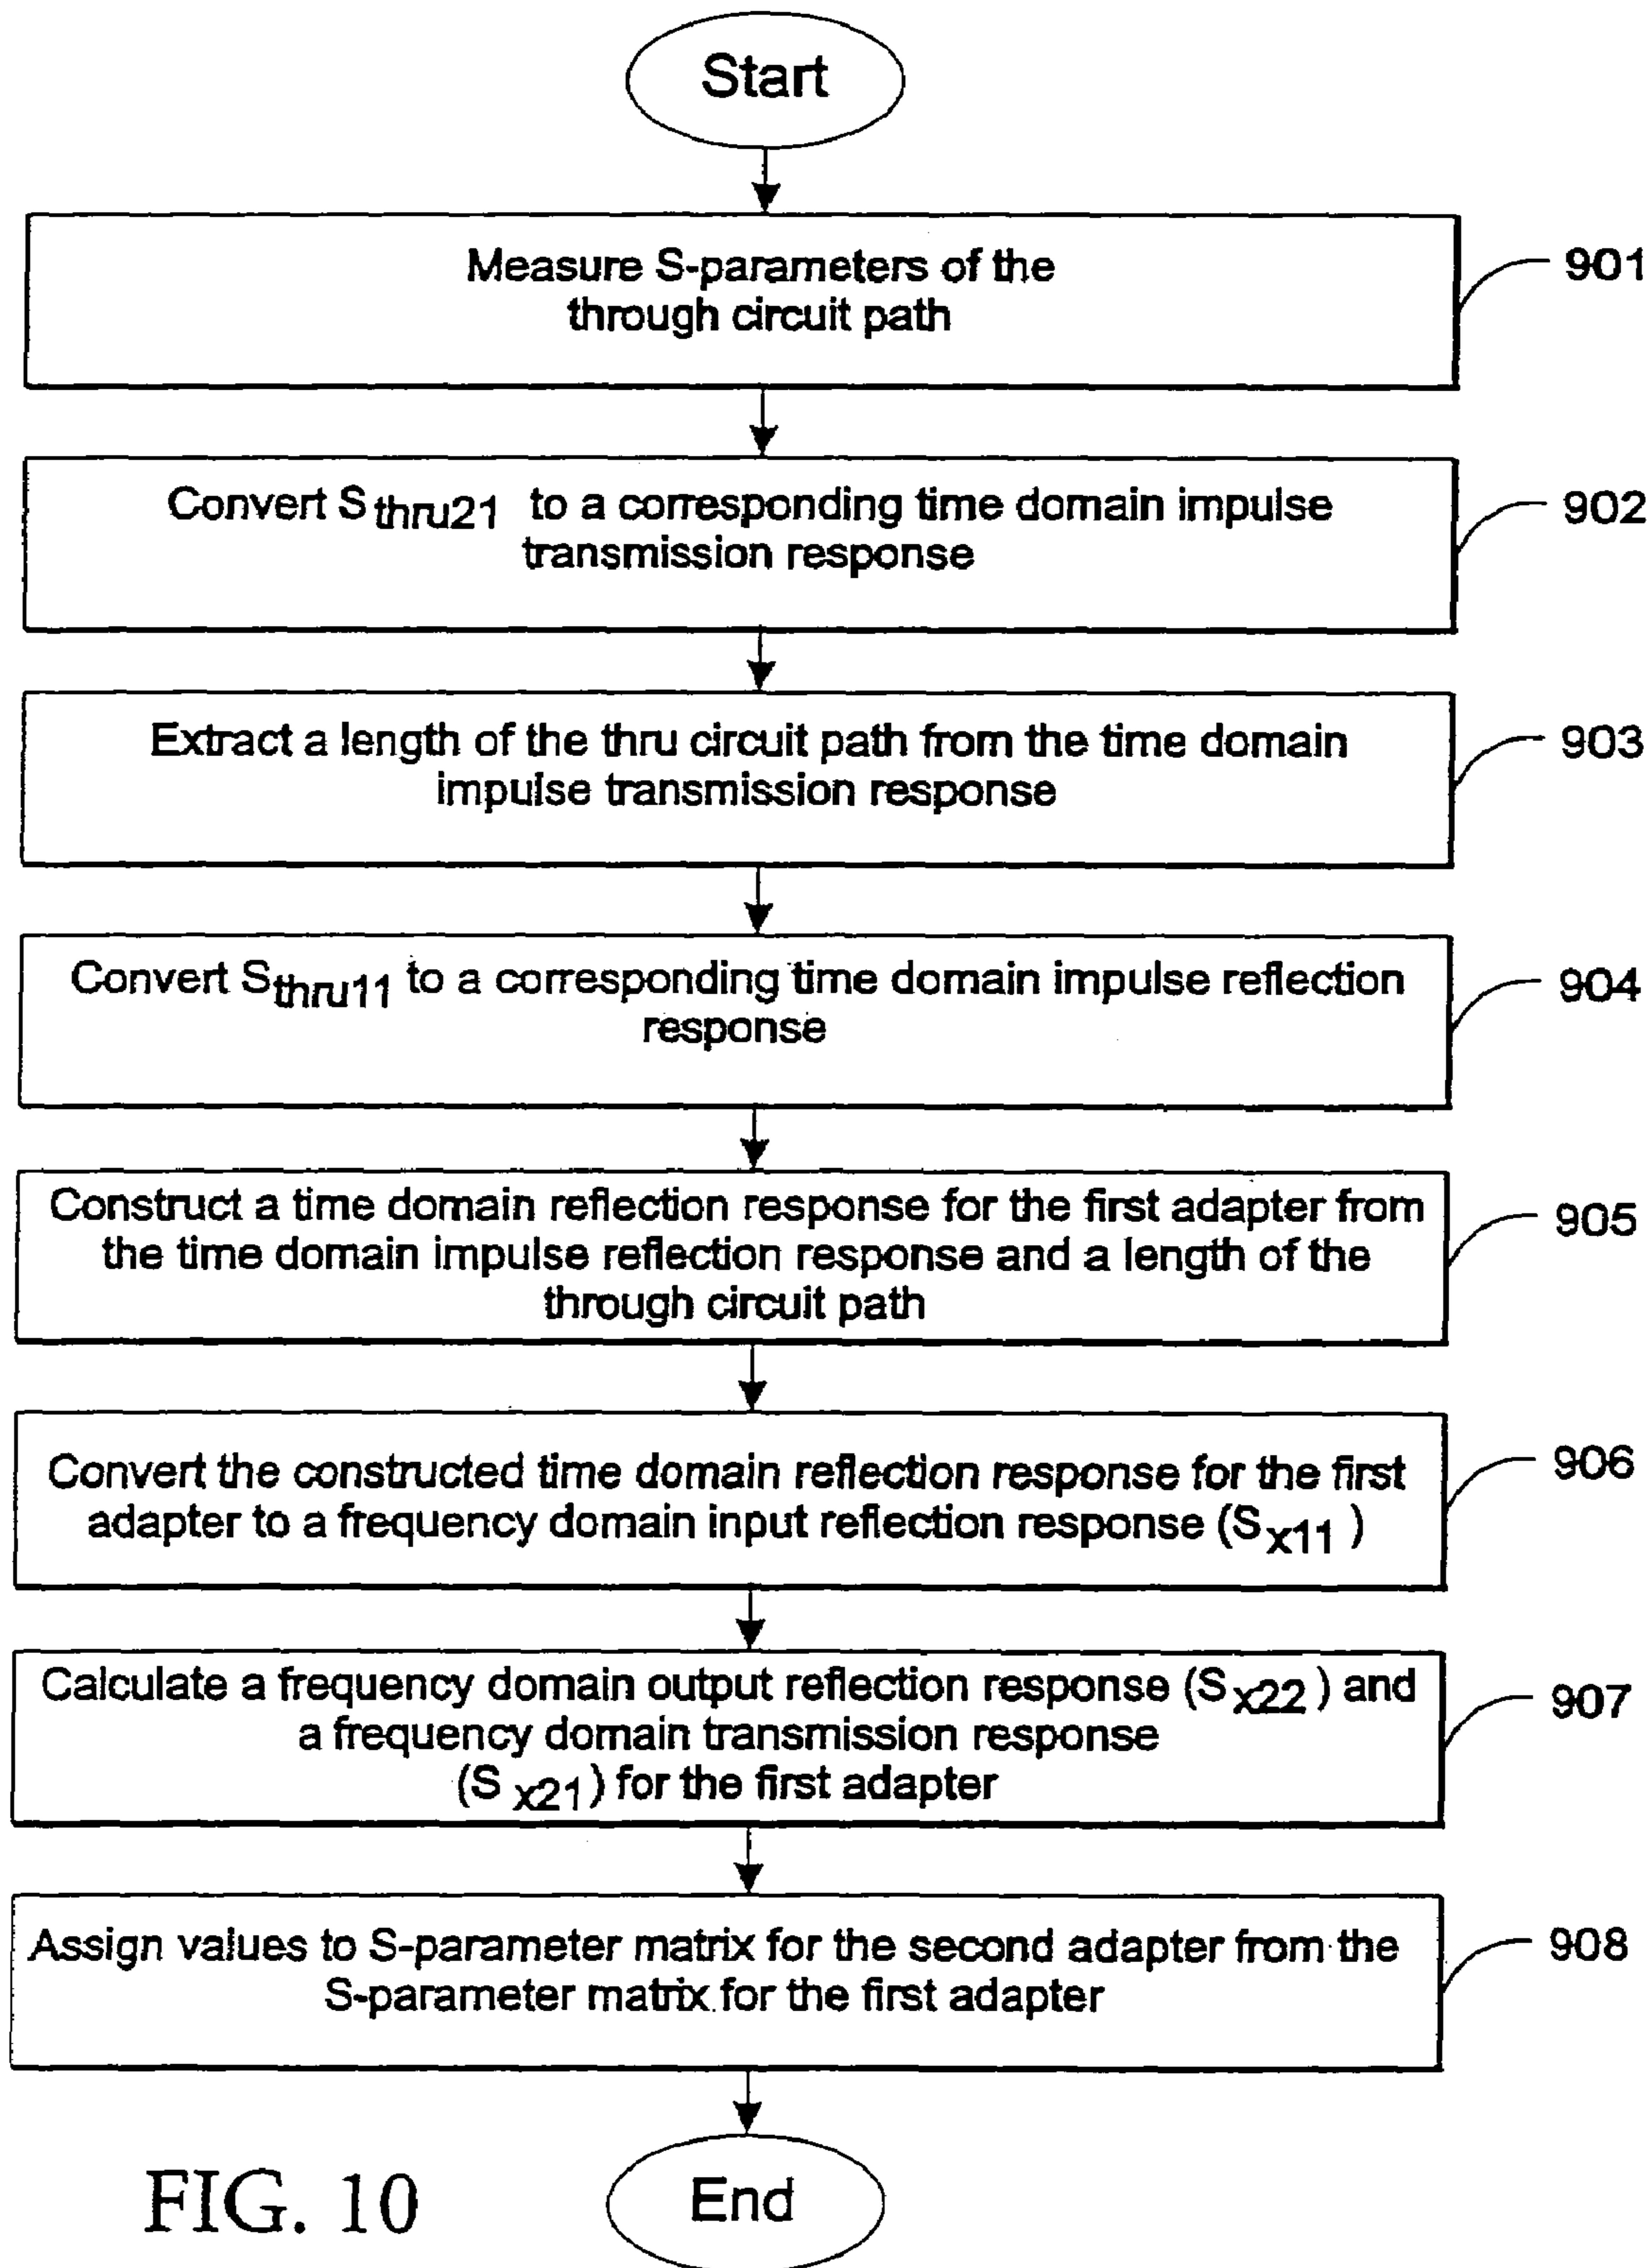 Start
Measure S-parameters of the
through circuit path
901
Convert Sthru21 to a corresponding time domain impulse
transmission response
902
Extract a length of the thru circuit path from the time domain
impulse transmission response
903
Convert Sthru11 to a corresponding time domain impulse reflection
response
904
Construct a time domain reflection response for the first adapter from
the time domain impulse reflection response and a length of the
through circuit path
905
Convert the constructed time domain reflection response for the first
adapter to a frequency domain input reflection response (Sx11)
906
Calculate a frequency domain output reflection response (Sx22) and
a frequency domain transmission response
(Sx21) for the first adapter
907
Assign values to S-parameter matrix for the second adapter from the
S-parameter matrix for the first adapter
908
End
FIG. 10